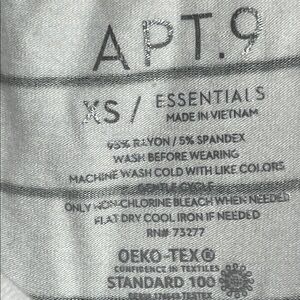 APT.9
XS / ESSENTIALS
MADE IN VIETNAM
95% RAYON / 5% SPANDEX
WASH BEFORE WEARING
MACHINE WASH COLD WITH LIKE COLORS
GENTLE CYCLE
ONLY NON-CHLORINE BLEACH WHEN NEEDED
FLAT DRY COOL IRON IF NEEDED
RN# 73277
OEKO-TEX®
CONFIDENCE IN TEXTILES
STANDARD 100
TESTEX